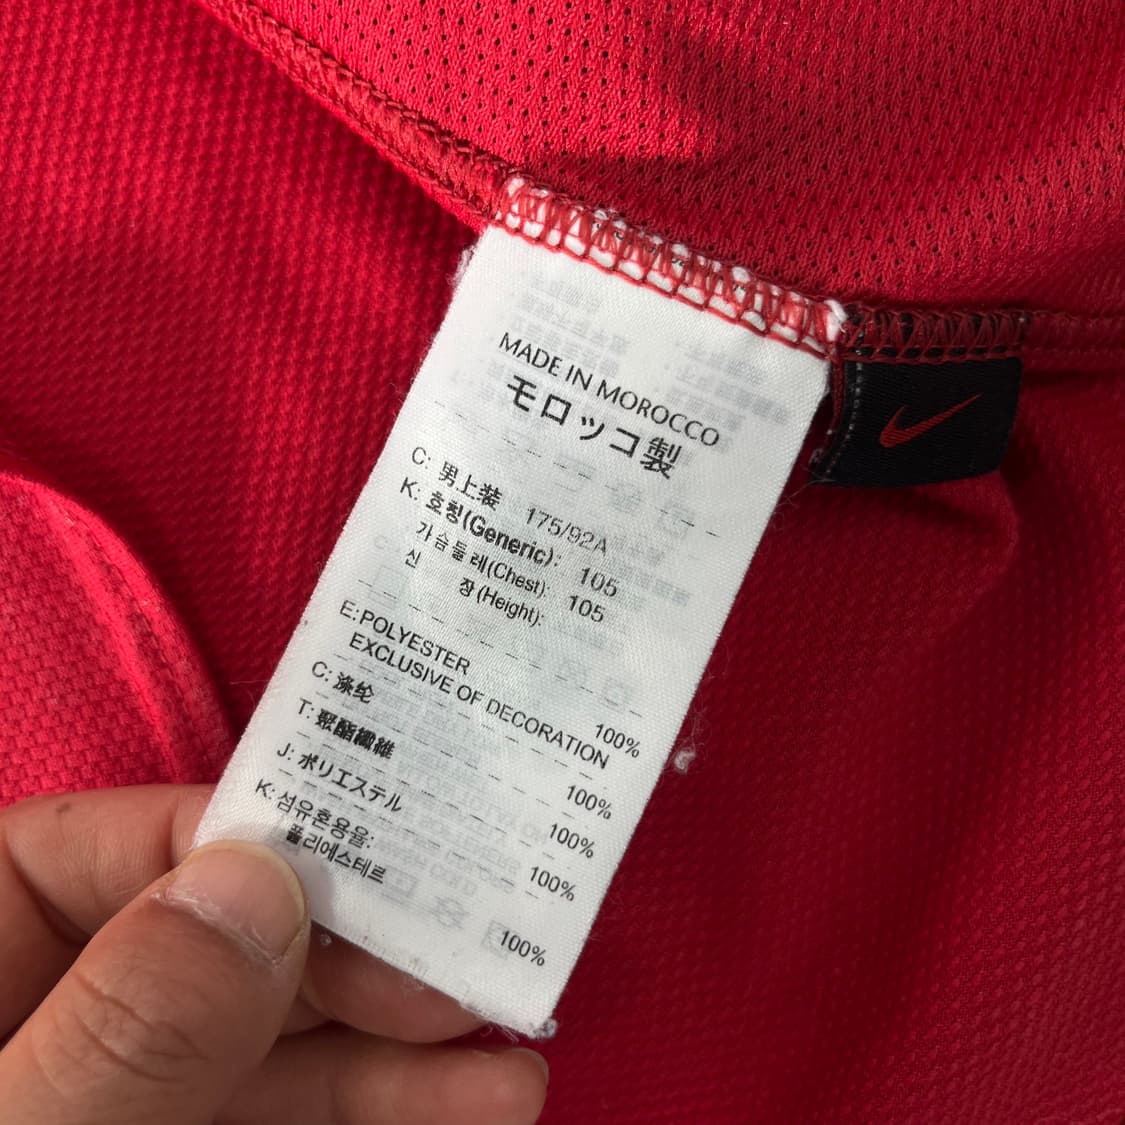 MADE IN MOROCCO
モロッコ製
C: 男上装 175/92A
K: 호칭(Generic): 105
가슴둘레(Chest): 105
신 장(Height):
E: POLYESTER 100%
EXCLUSIVE OF DECORATION
C: 涤纶 100%
T: 聚酯纖維 100%
J: ポリエステル 100%
K: 섬유혼용율:
폴리에스테르 100%